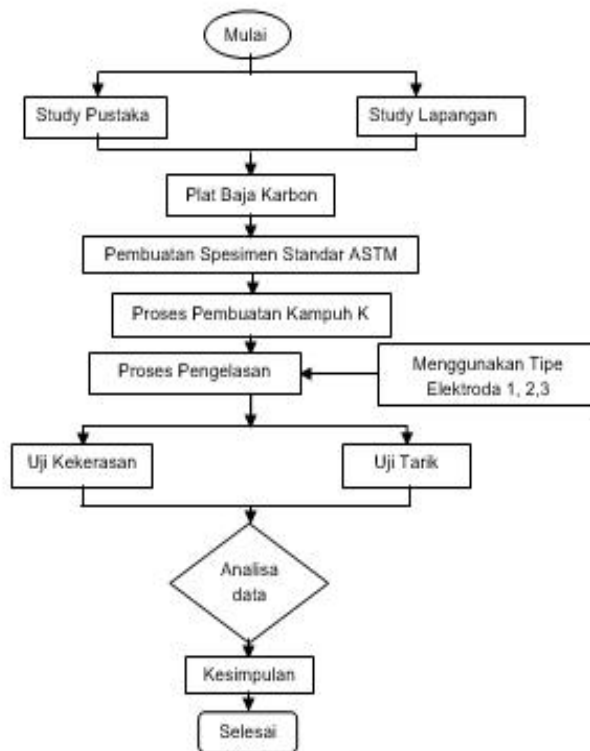 Mulai
Study Pustaka
Study Lapangan
Plat Baja Karbon
Pembuatan Spesimen Standar ASTM
Proses Pembuatan Kampuh K
Proses Pengelasan
Menggunakan Tipe
Elektroda 1, 2,3
Uji Kekerasan
Uji Tarik
Analisa
data
Kesimpulan
Selesai